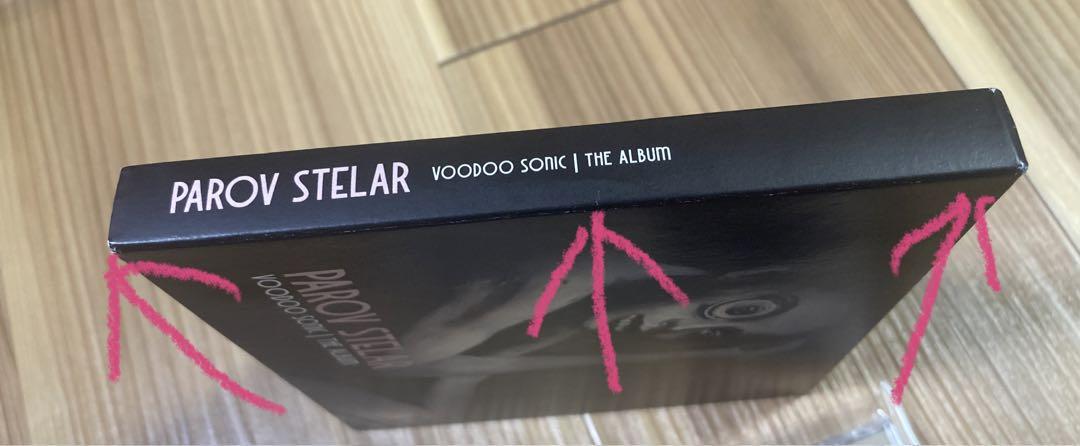 PAROV STELAR VOODOO SONIC | THE ALBUM
PAROV STELAR
VOODOO SONIC | THE ALBUM